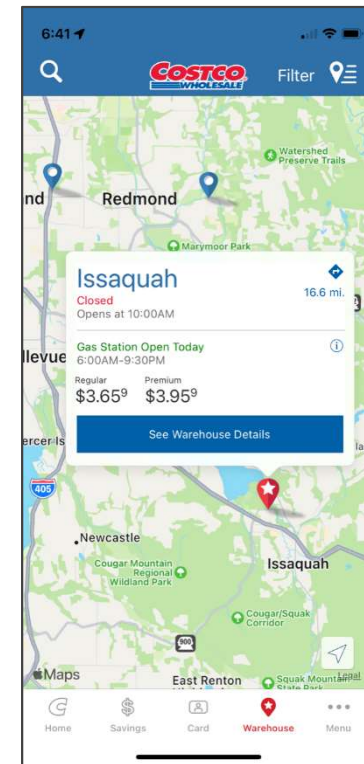 6:41
COSTCO
WHOLESALE
Filter
Watershed
Preserve Trails
nd
Redmond
Marymoor Park
Issaquah
16.6 mi.
Closed
Opens at 10:00AM
Gas Station Open Today
6:00AM-9:30PM
Regular Premium
$3.65⁹ $3.95⁹
llevue
See Warehouse Details
ercer Is
la
405
Newcastle
Issaquah
Cougar Mountain
Regional
Wildland Park
Cougar/Squak
Corridor
900
Maps
East Renton
Squak Mountain
State Park
Legal
Home Savings Card Warehouse Menu